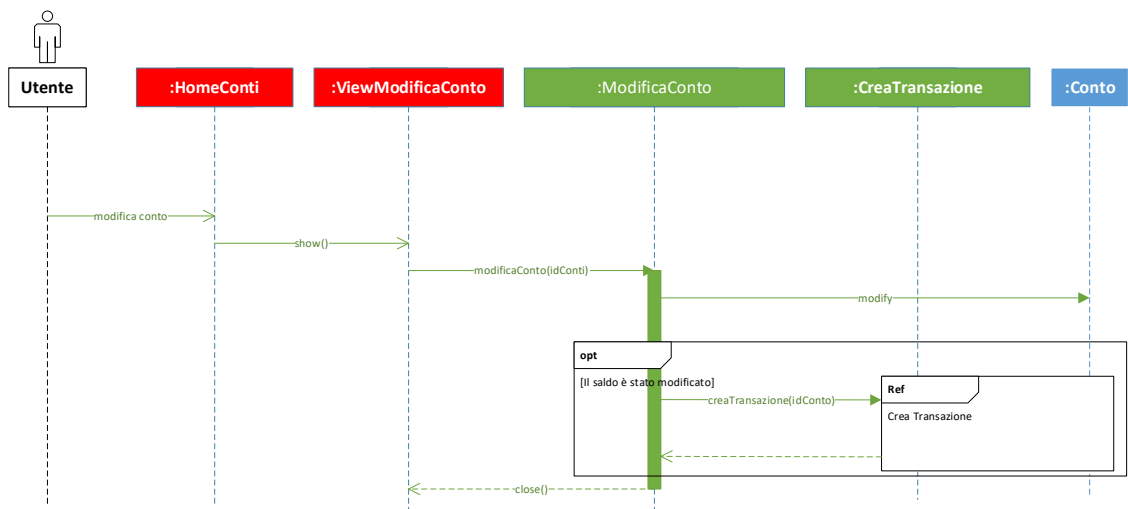 Utente
:HomeConti
:ViewModificaConto
:ModificaConto
:CreaTransazione
:Conto
modifica conto
show()
modificaConto(idConti)
modify
opt
[Il saldo è stato modificato]
Ref
creaTransazione(idConto)
Crea Transazione
close()